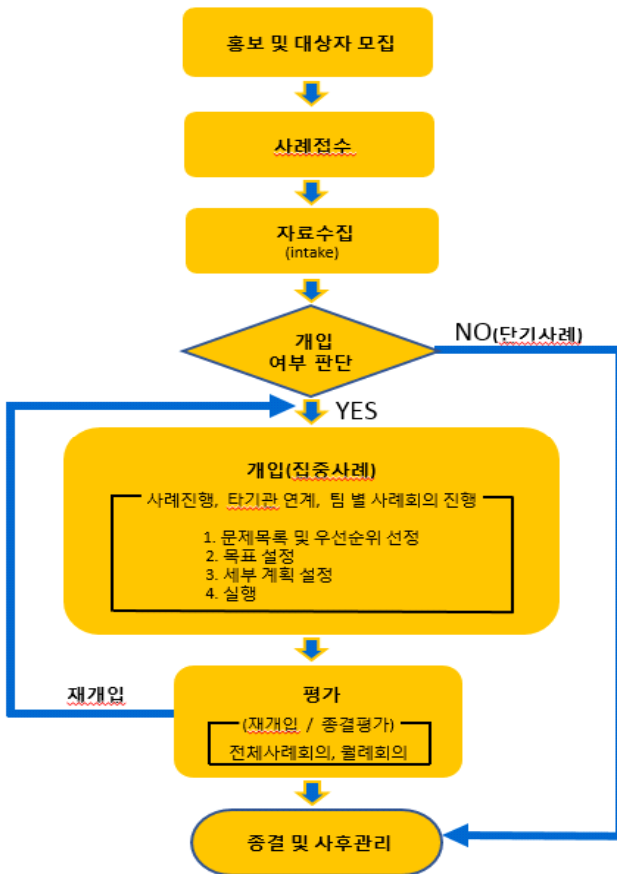 홍보 및 대상자 모집
사례접수
자료수집
(intake)
개입
여부 판단
NO(단기사례)
YES
개입(집중사례)
사례진행, 타기관 연계, 팀 별 사례회의 진행
1. 문제목록 및 우선순위 선정
2. 목표 설정
3. 세부 계획 설정
4. 실행
재개입
평가
(재개입 / 종결평가)
전체사례회의, 월례회의
종결 및 사후관리